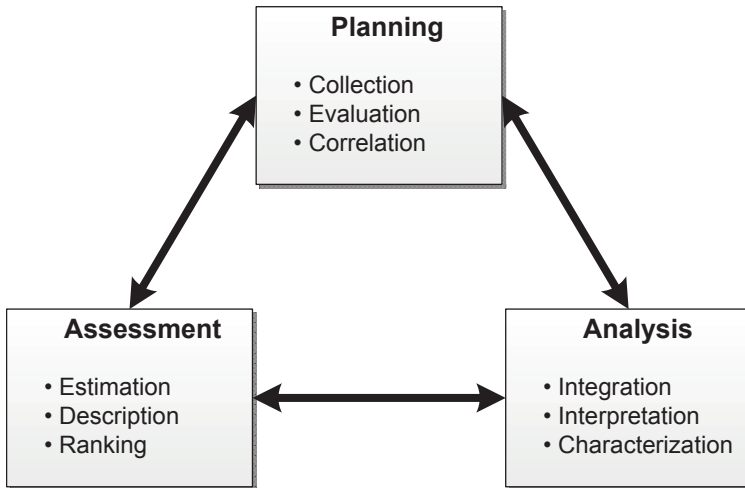 Planning
• Collection
• Evaluation
• Correlation
Assessment
• Estimation
• Description
• Ranking
Analysis
• Integration
• Interpretation
• Characterization